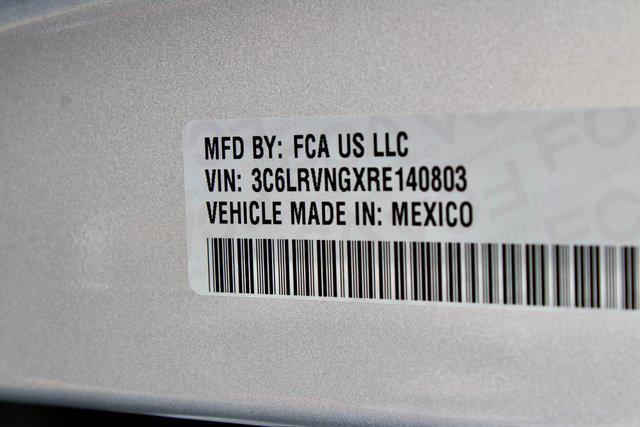 MFD BY: FCA US LLC
VIN: 3C6LRVNGXRE140803
VEHICLE MADE IN: MEXICO